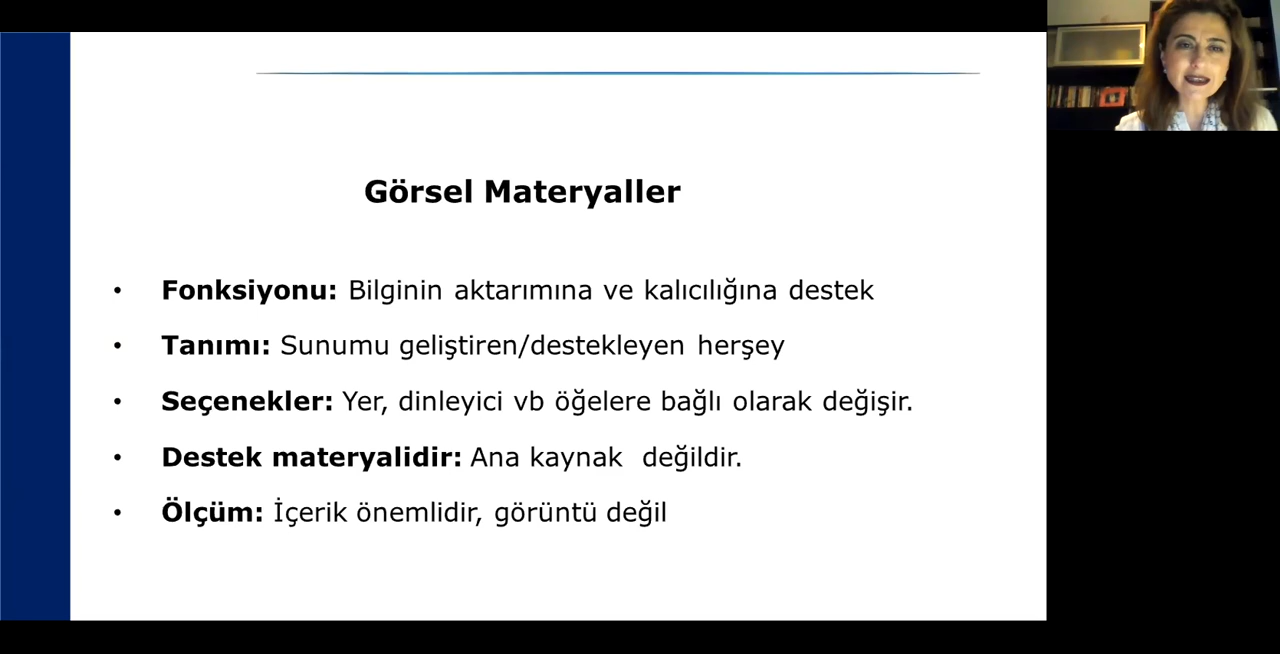 Görsel Materyaller
• Fonksiyonu: Bilginin aktarımına ve kalıcılığına destek
• Tanımı: Sunumu geliştiren/destekleyen herşey
• Seçenekler: Yer, dinleyici vb öğelere bağlı olarak değişir.
• Destek materyalidir: Ana kaynak değildir.
• Ölçüm: İçerik önemlidir, görüntü değil